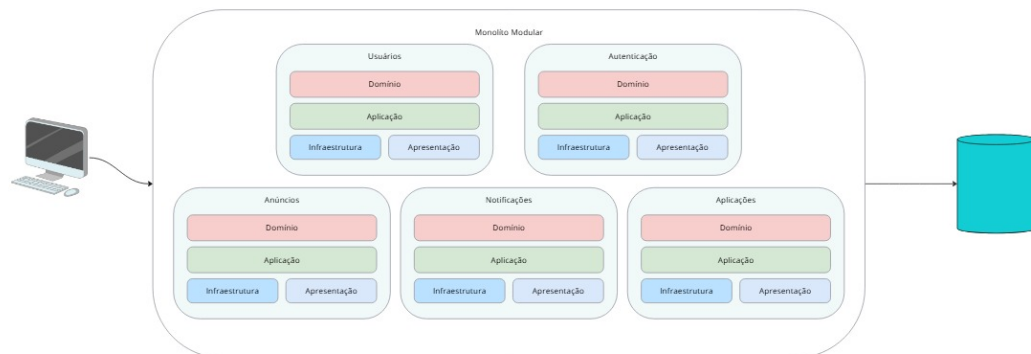 Monolito Modular
Usuários
Domínio
Aplicação
Infraestrutura
Apresentação
Autenticação
Domínio
Aplicação
Infraestrutura
Apresentação
Anúncios
Domínio
Aplicação
Infraestrutura
Apresentação
Notificações
Domínio
Aplicação
Infraestrutura
Apresentação
Aplicações
Domínio
Aplicação
Infraestrutura
Apresentação